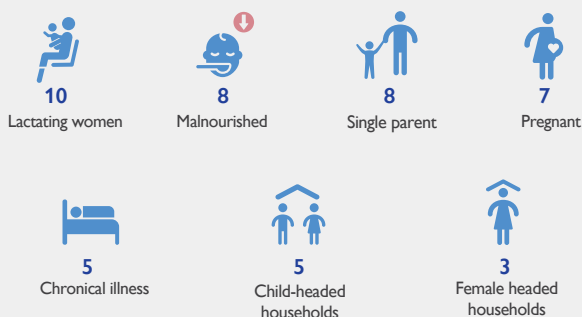 10
Lactating women
8
Malnourished
8
Single parent
7
Pregnant
5
Chronical illness
5
Child-headed
households
3
Female headed
households